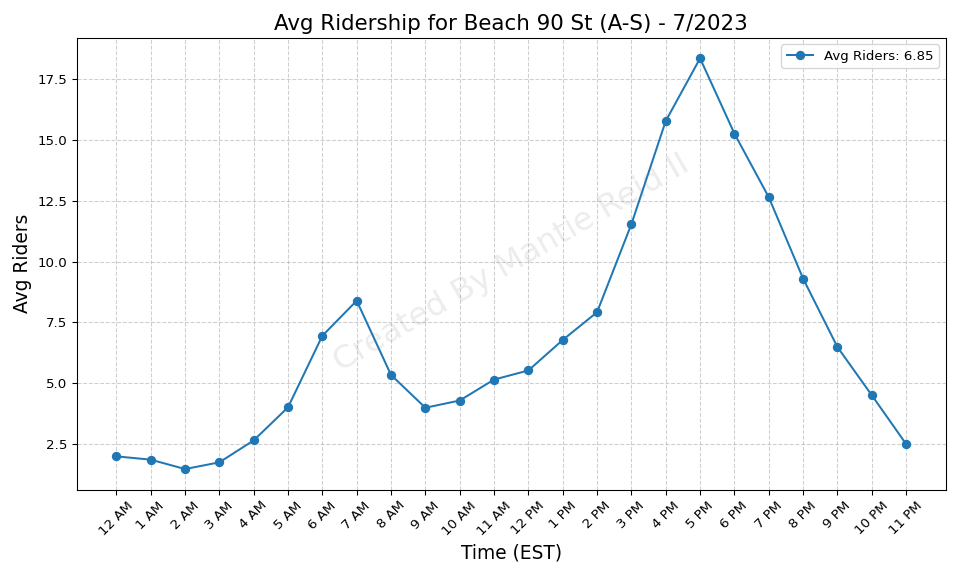 Avg Ridership for Beach 90 St (A-S) - 7/2023
Avg Riders: 6.85
17.5
15.0
12.5
10.0
7.5
5.0
2.5
Avg Riders
Created By Mantle Reid II
12 AM
1 AM
2 AM
3 AM
4 AM
5 AM
6 AM
7 AM
8 AM
9 AM
10 AM
11 AM
12 PM
1 PM
2 PM
3 PM
4 PM
5 PM
6 PM
7 PM
8 PM
9 PM
10 PM
11 PM
Time (EST)